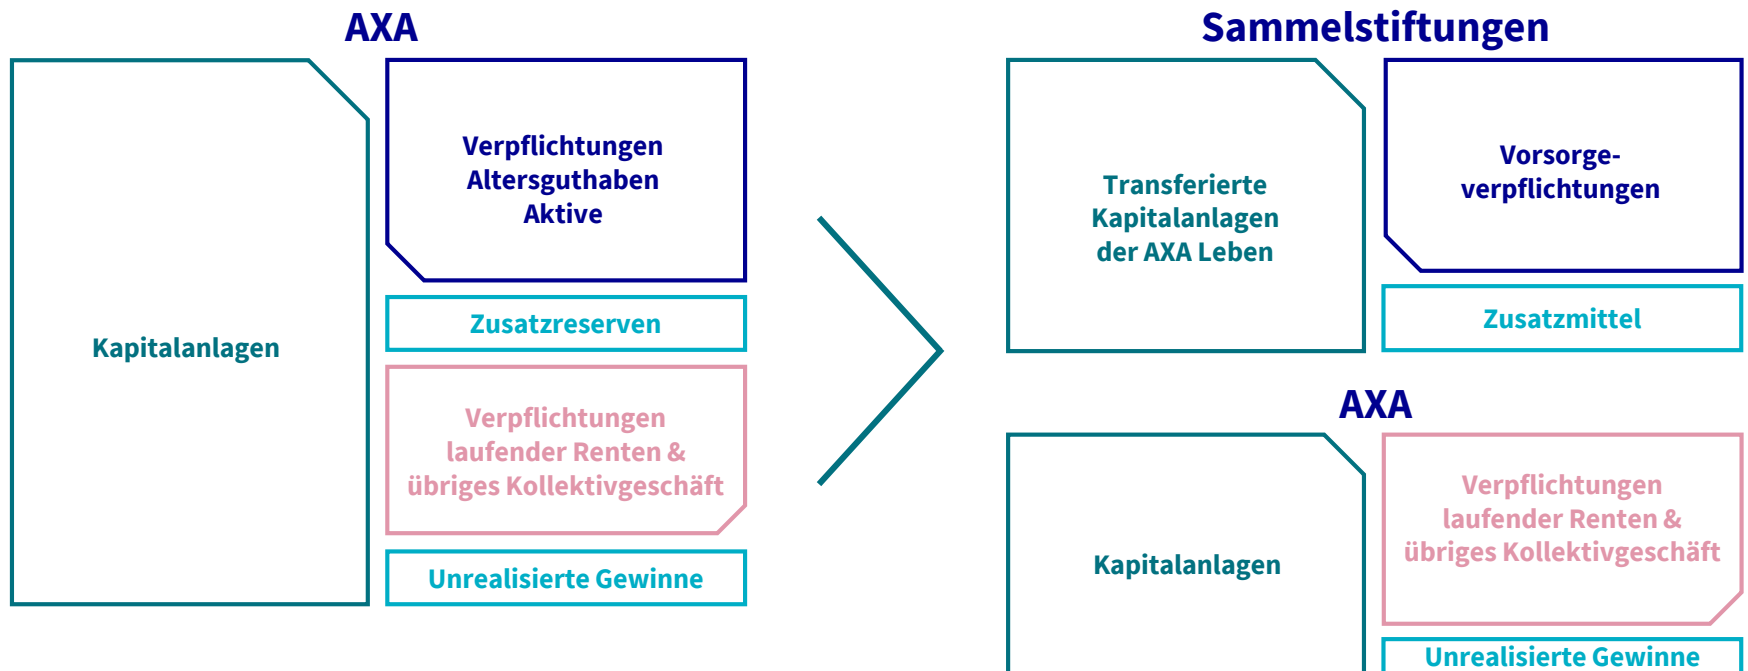 AXA
Kapitalanlagen
Verpflichtungen
Altersguthaben
Aktive
Zusatzreserven
Verpflichtungen
laufender Renten &
übriges Kollektivgeschäft
Unrealisierte Gewinne
Sammelstiftungen
Transferierte
Kapitalanlagen
der AXA Leben
Vorsorge-
verpflichtungen
Zusatzmittel
AXA
Kapitalanlagen
Verpflichtungen
laufender Renten &
übriges Kollektivgeschäft
Unrealisierte Gewinne